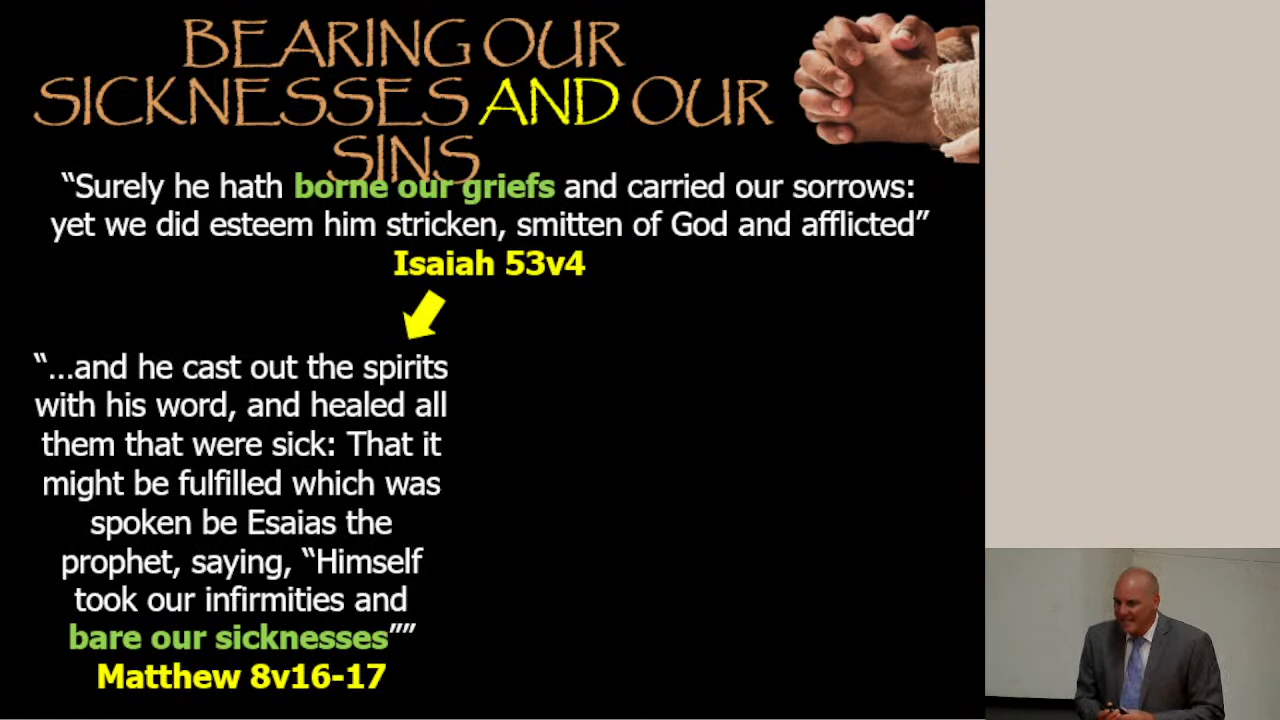 BEARING OUR
SICKNESSES AND OUR
SINS
“Surely he hath borne our griefs and carried our sorrows:
yet we did esteem him stricken, smitten of God and afflicted”
Isaiah 53v4
“...and he cast out the spirits
with his word, and healed all
them that were sick: That it
might be fulfilled which was
spoken be Esaias the
prophet, saying, “Himself
took our infirmities and
bare our sicknesses””
Matthew 8v16-17